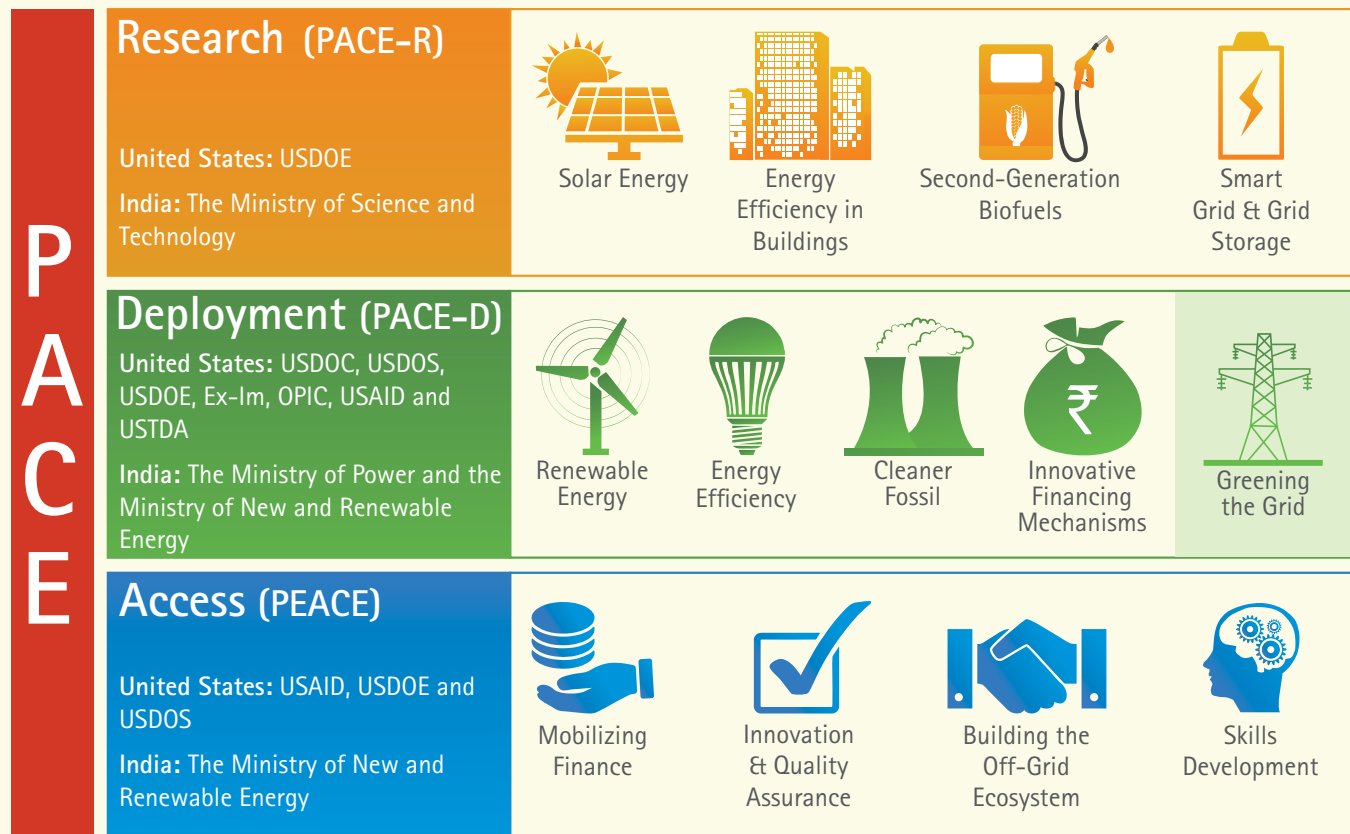 PACE
Research (PACE-R)
United States: USDOE
India: The Ministry of Science and
Technology
Solar Energy
Energy
Efficiency in
Buildings
Second-Generation
Biofuels
Smart
Grid & Grid
Storage
Deployment (PACE-D)
United States: USDOC, USDOS,
USDOE, Ex-Im, OPIC, USAID and
USTDA
India: The Ministry of Power and the
Ministry of New and Renewable
Energy
Renewable
Energy
Energy
Efficiency
Cleaner
Fossil
₹
Innovative
Financing
Mechanisms
Greening
the Grid
Access (PEACE)
United States: USAID, USDOE and
USDOS
India: The Ministry of New and
Renewable Energy
Mobilizing
Finance
Innovation
& Quality
Assurance
Building the
Off-Grid
Ecosystem
Skills
Development